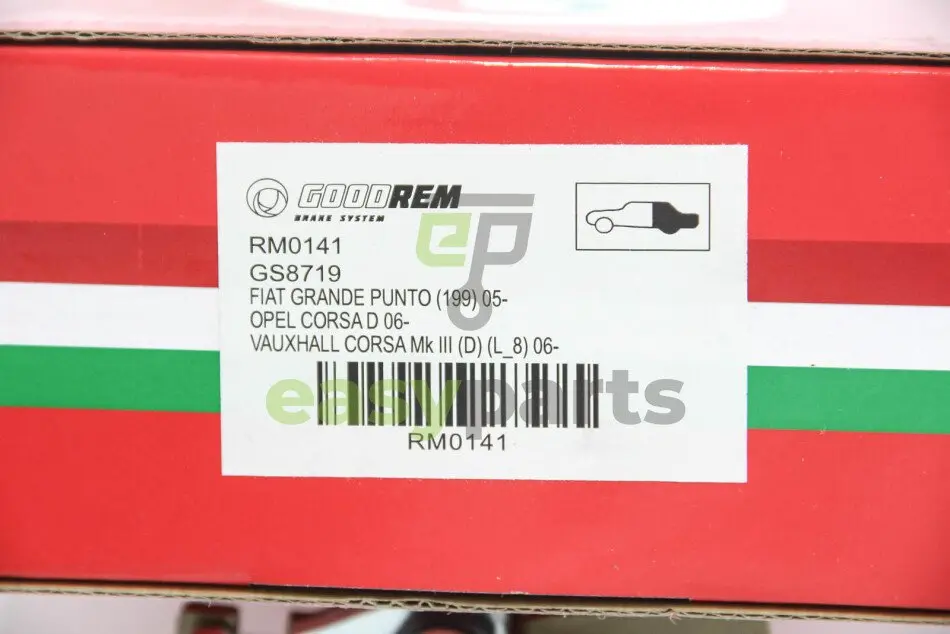 GOODREM
BRAKE SYSTEM
ep
RM0141
GS8719
FIAT GRANDE PUNTO (199) 05-
OPEL CORSA D 06-
VAUXHALL CORSA Mk III (D) (L_8) 06-
easyparts
RM0141